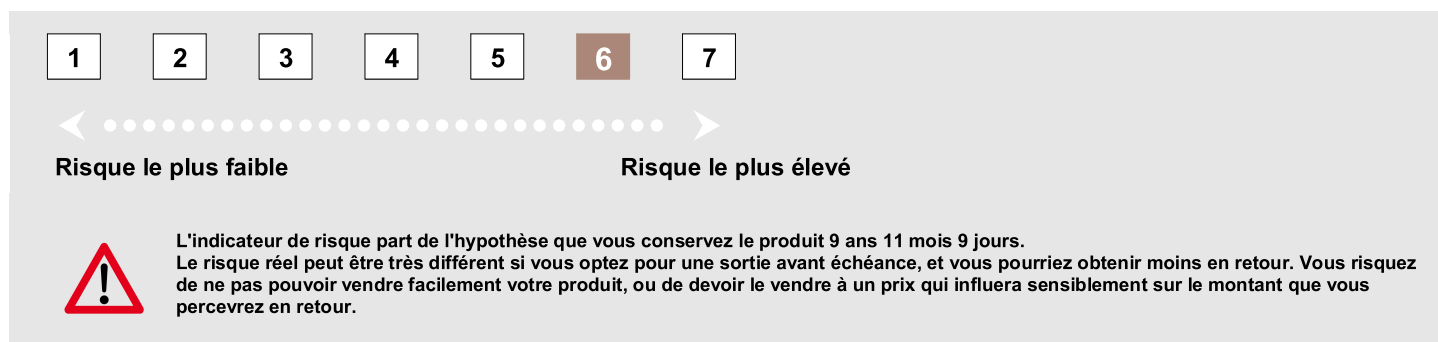 1 2 3 4 5 6 7
Risque le plus faible Risque le plus élevé
L'indicateur de risque part de l'hypothèse que vous conservez le produit 9 ans 11 mois 9 jours.
Le risque réel peut être très différent si vous optez pour une sortie avant échéance, et vous pourriez obtenir moins en retour. Vous risquez
de ne pas pouvoir vendre facilement votre produit, ou de devoir le vendre à un prix qui influera sensiblement sur le montant que vous
percevrez en retour.